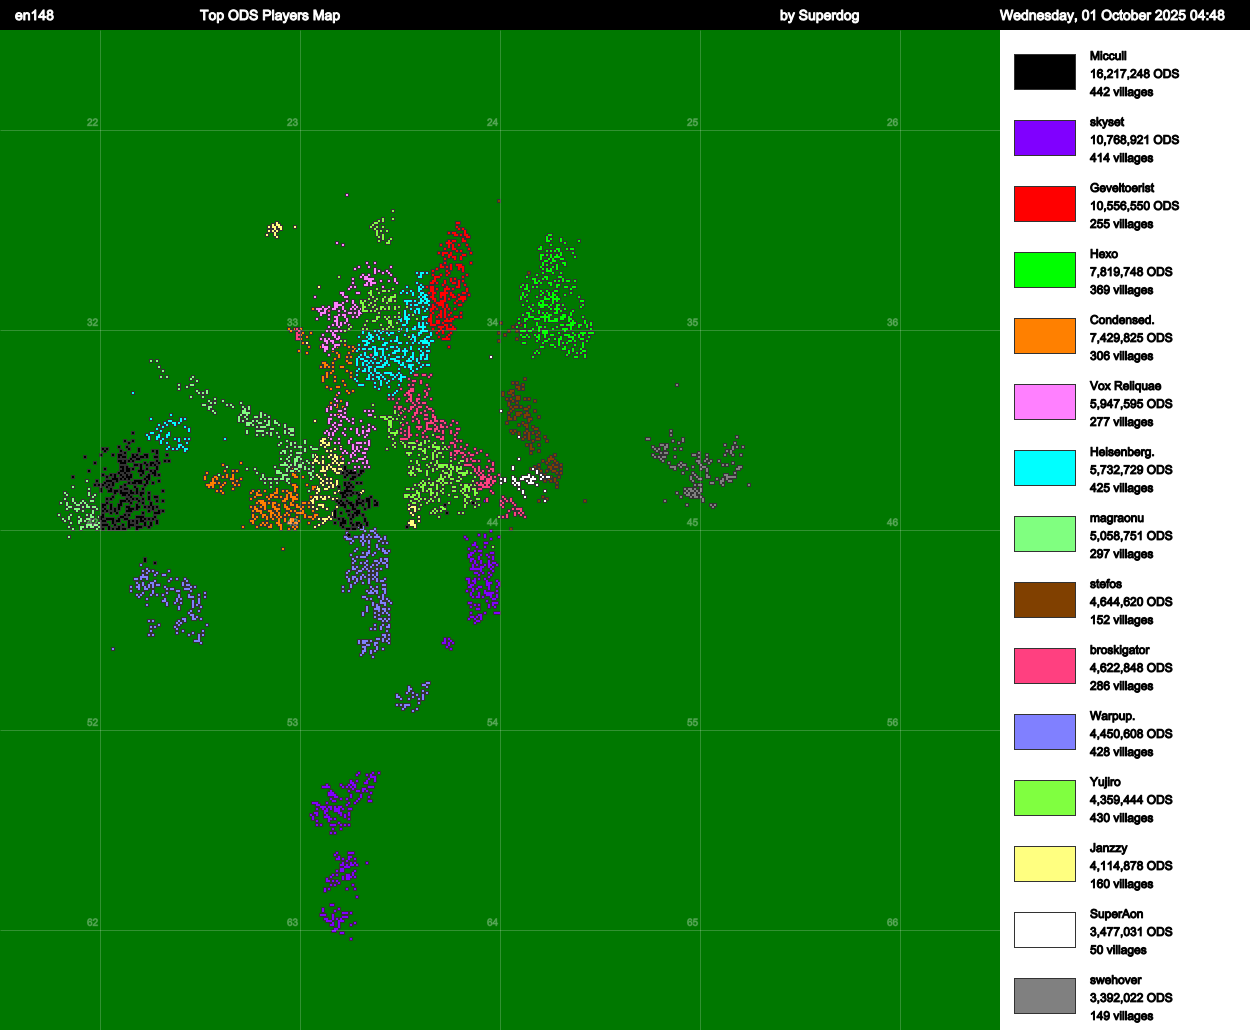 en148 Top ODS Players Map by Superdog Wednesday, 01 October 2025 04:48
Miccull
16,217,248 ODS
442 villages
skyset
10,768,921 ODS
414 villages
Geveltoerist
10,556,550 ODS
255 villages
Hexo
7,819,748 ODS
369 villages
Condensed.
7,429,825 ODS
306 villages
Vox Reliquae
5,947,595 ODS
277 villages
Heisenberg.
5,732,729 ODS
425 villages
magraonu
5,058,751 ODS
297 villages
stefos
4,644,620 ODS
152 villages
broskigator
4,622,848 ODS
286 villages
Warpup.
4,450,608 ODS
428 villages
Yujiro
4,359,444 ODS
430 villages
Janzzy
4,114,878 ODS
160 villages
SuperAon
3,477,031 ODS
50 villages
swehover
3,392,022 ODS
149 villages
22 23 24 25 26
32 33 34 35 36
43 44 45 46
52 53 54 55 56
62 63 64 65 66